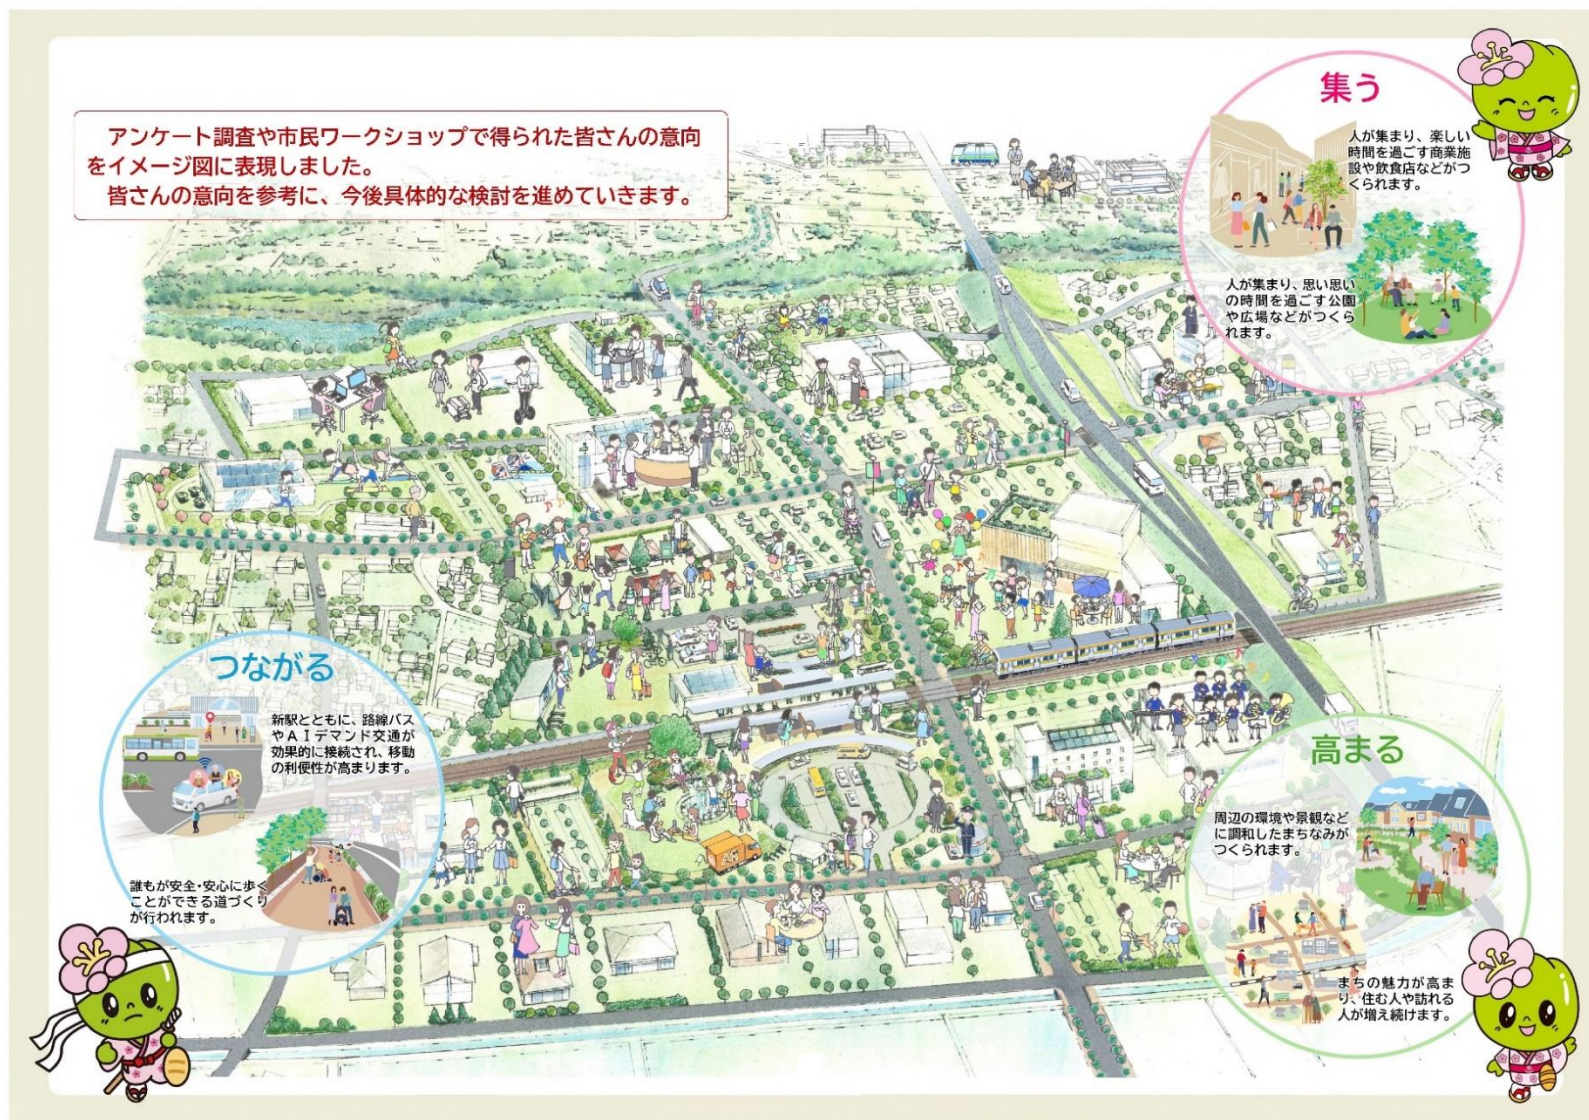 アンケート調査や市民ワークショップで得られた皆さんの意向
をイメージ図に表現しました。
皆さんの意向を参考に、今後具体的な検討を進めていきます。
集う
人が集まり、楽しい
時間を過ごす商業施
設や飲食店などがつ
くられます。
人が集まり、思い思い
の時間を過ごす公園
や広場などがつくら
れます。
つながる
新駅とともに、路線バス
やAIデマンド交通が
効果的に接続され、移動
の利便性が高まります。
誰もが安全・安心に歩く
ことができる道づくり
が行われます。
高まる
周辺の環境や景観など
に調和したまちなみが
つくられます。
まちの魅力が高ま
り、住む人や訪れる
人が増え続けます。